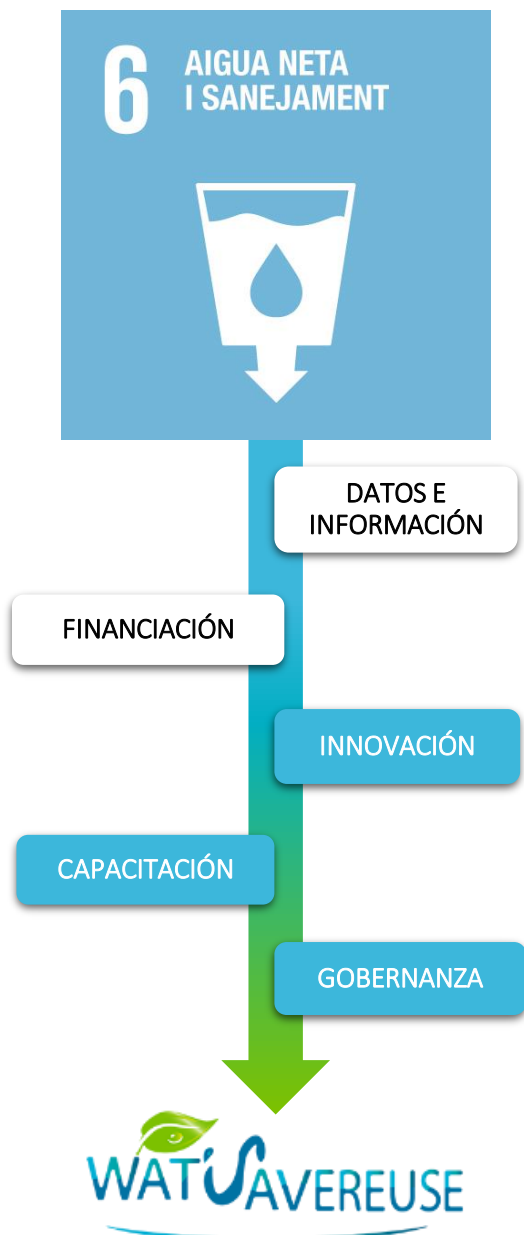 6
AIGUA NETA
I SANEJAMENT
DATOS E
INFORMACIÓN
FINANCIACIÓN
INNOVACIÓN
CAPACITACIÓN
GOBERNANZA
WATSAVEREUSE